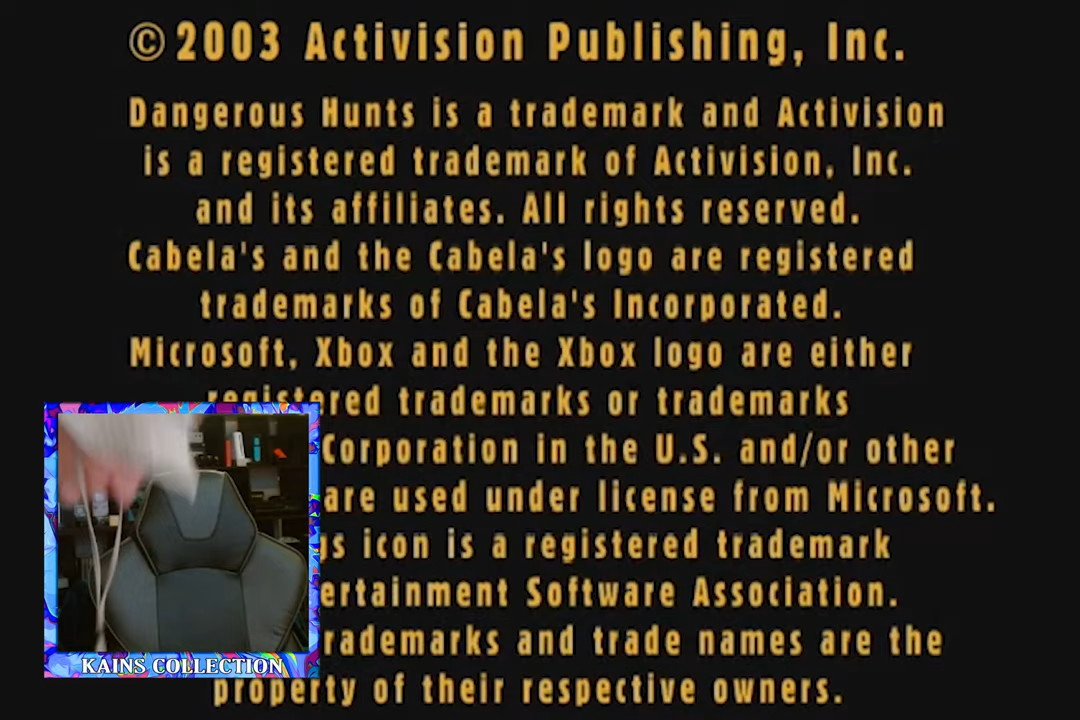 © 2003 Activision Publishing, Inc.
Dangerous Hunts is a trademark and Activision
is a registered trademark of Activision, Inc.
and its affiliates. All rights reserved.
Cabela's and the Cabela's logo are registered
trademarks of Cabela's Incorporated.
Microsoft, Xbox and the Xbox logo are either
registered trademarks or trademarks
Corporation in the U.S. and/or other
are used under license from Microsoft.
icon is a registered trademark
Software Association.
and trade names are the
property of their respective owners.
KAINS COLLECTION